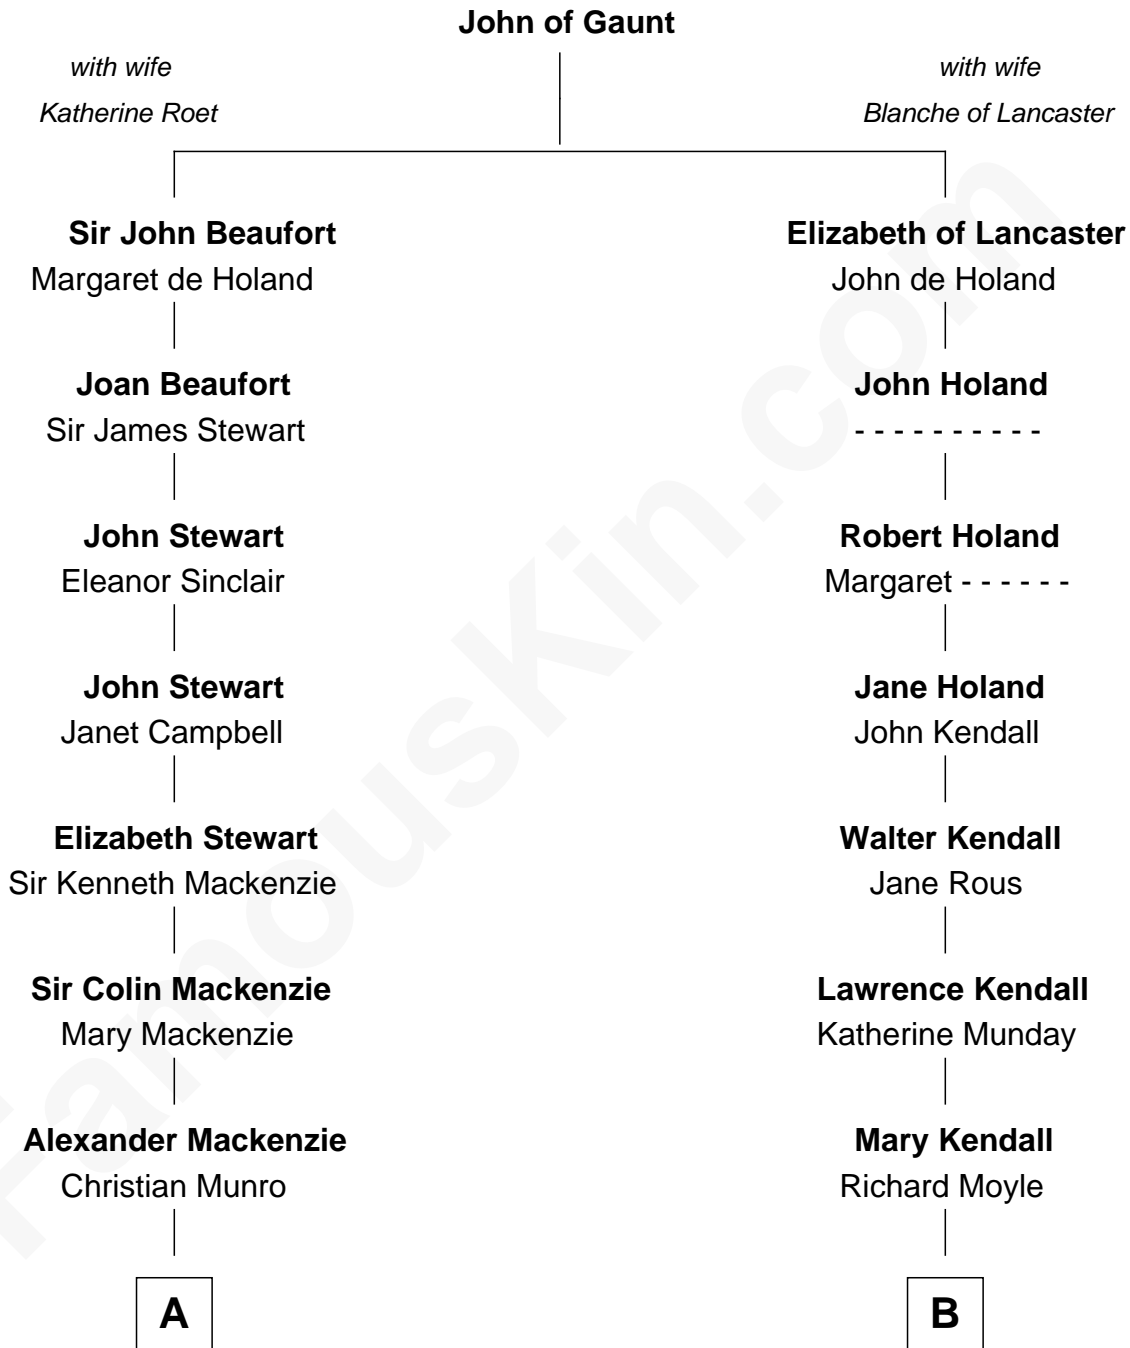 John of Gaunt
with wife
Katherine Roet
with wife
Blanche of Lancaster
Sir John Beaufort
Margaret de Holand
Elizabeth of Lancaster
John de Holand
Joan Beaufort
Sir James Stewart
John Holand
- - - - - - - - - -
John Stewart
Eleanor Sinclair
Robert Holand
Margaret - - - - - -
John Stewart
Janet Campbell
Jane Holand
John Kendall
Elizabeth Stewart
Sir Kenneth Mackenzie
Walter Kendall
Jane Rous
Sir Colin Mackenzie
Mary Mackenzie
Lawrence Kendall
Katherine Munday
Alexander Mackenzie
Christian Munro
Mary Kendall
Richard Moyle
A
B
FamousKin.com